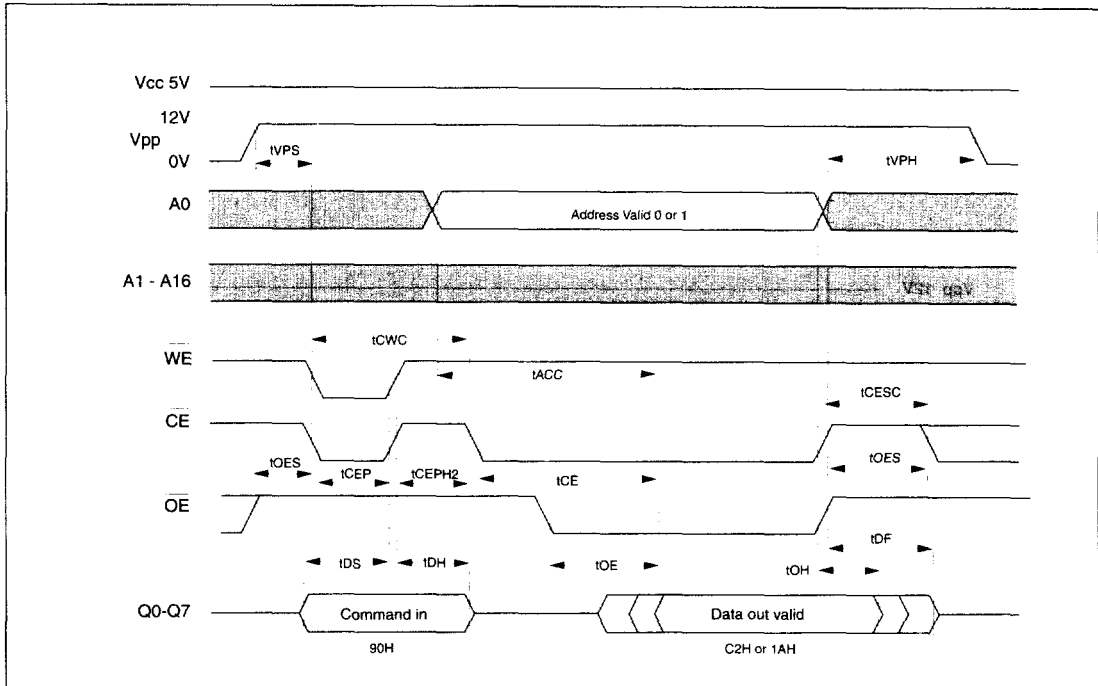 Vcc 5V
12V
Vpp
0V
tVPS
tVPH
A0
Address Valid 0 or 1
A1 - A16
WE
tCWC
tACC
tCESC
CE
tOES
tCEP
tCEPH2
tCE
tOES
OE
tDF
tDS
tDH
tOE
tOH
Q0-Q7
Command in
Data out valid
90H
C2H or 1AH